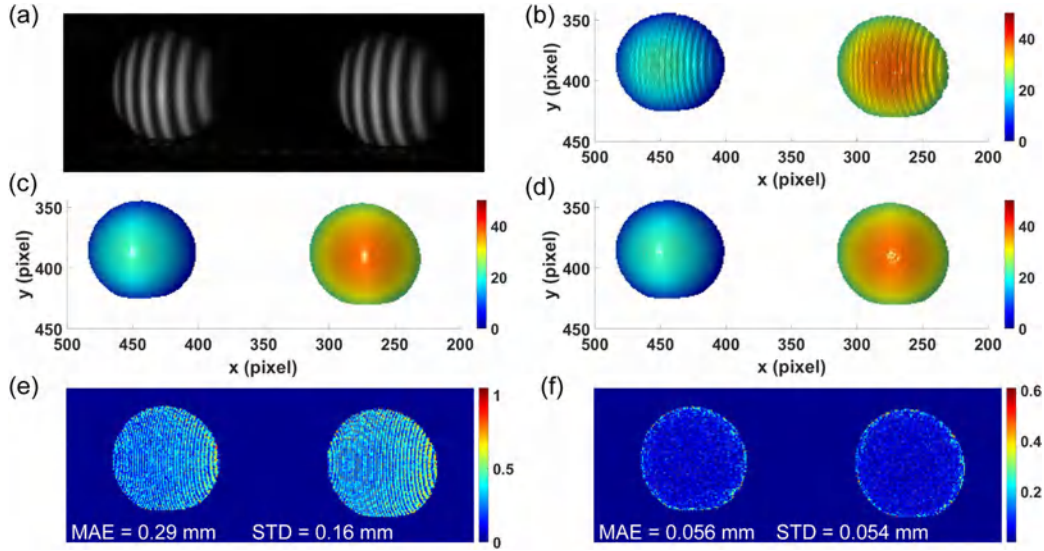 (a)
(b)
350
400
450
y (pixel)
500 450 400 350 300 250 200
x (pixel)
40
20
0
(c)
350
400
450
y (pixel)
500 450 400 350 300 250 200
x (pixel)
40
20
0
(d)
350
400
450
y (pixel)
500 450 400 350 300 250 200
x (pixel)
40
20
0
(e)
MAE = 0.29 mm STD = 0.16 mm
1
0.5
0
(f)
MAE = 0.056 mm STD = 0.054 mm
0.6
0.4
0.2